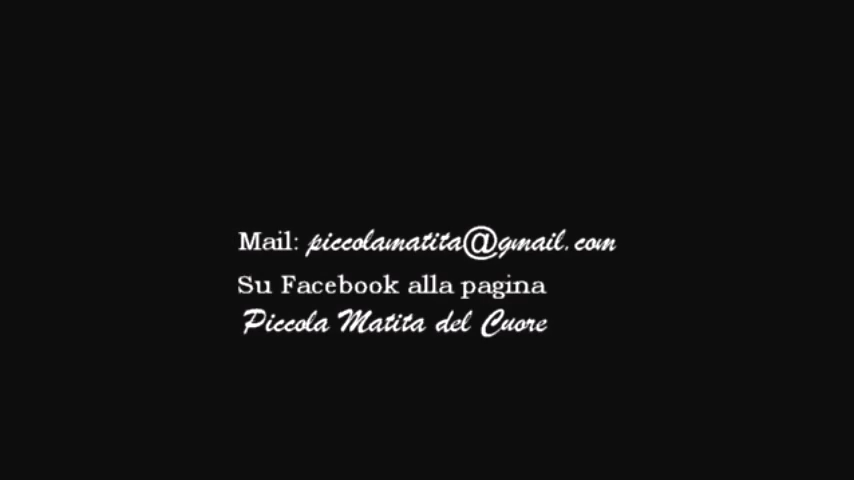 Mail: piccolamatita@gmail.com
Su Facebook alla pagina
Piccola Matita del Cuore